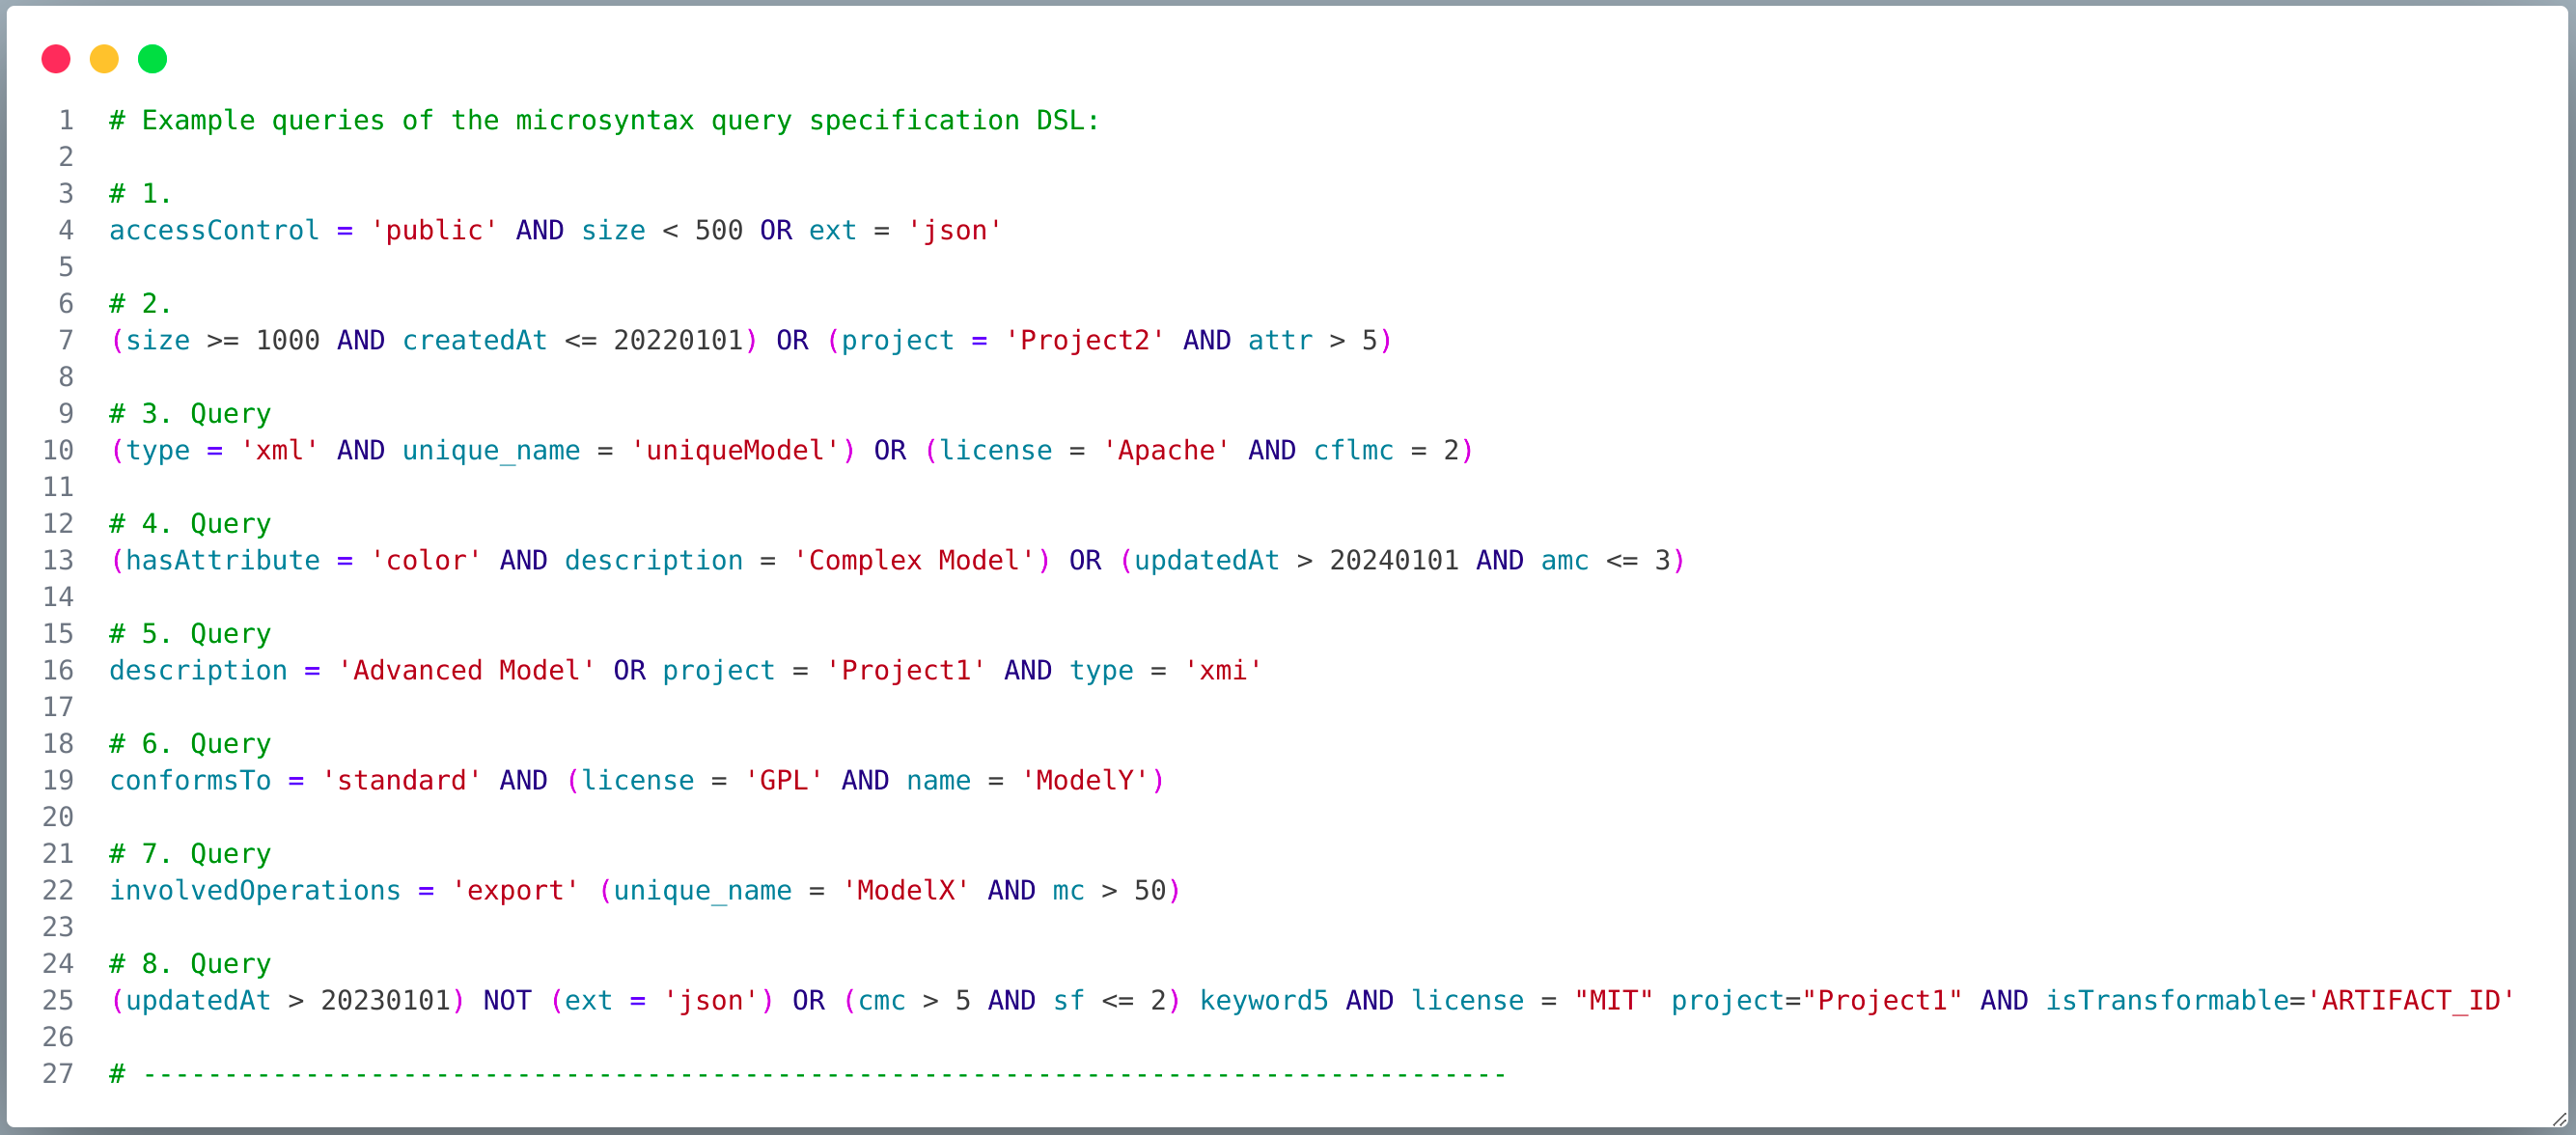 1 # Example queries of the microsyntax query specification DSL:
2
3 # 1.
4 accessControl = 'public' AND size < 500 OR ext = 'json'
5
6 # 2.
7 (size >= 1000 AND createdAt <= 20220101) OR (project = 'Project2' AND attr > 5)
8
9 # 3. Query
10 (type = 'xml' AND unique_name = 'uniqueModel') OR (license = 'Apache' AND cflmc = 2)
11
12 # 4. Query
13 (hasAttribute = 'color' AND description = 'Complex Model') OR (updatedAt > 20240101 AND amc <= 3)
14
15 # 5. Query
16 description = 'Advanced Model' OR project = 'Project1' AND type = 'xmi'
17
18 # 6. Query
19 conformsTo = 'standard' AND (license = 'GPL' AND name = 'ModelY')
20
21 # 7. Query
22 involvedOperations = 'export' (unique_name = 'ModelX' AND mc > 50)
23
24 # 8. Query
25 (updatedAt > 20230101) NOT (ext = 'json') OR (cmc > 5 AND sf <= 2) keyword5 AND license = "MIT" project="Project1" AND isTransformable='ARTIFACT_ID'
26
27 # ------------------------------------------------------------------------------------